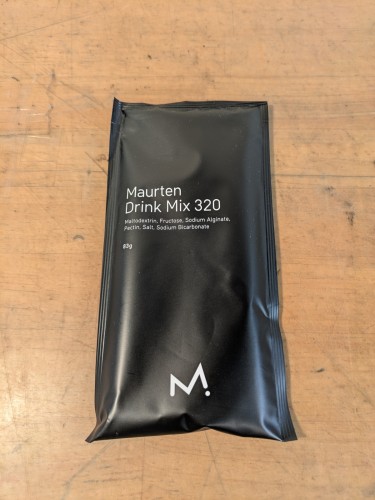 Maurten
Drink Mix 320
Maltodextrin, Fructose, Sodium Alginate,
Pectin, Salt, Sodium Bicarbonate
83g
M.